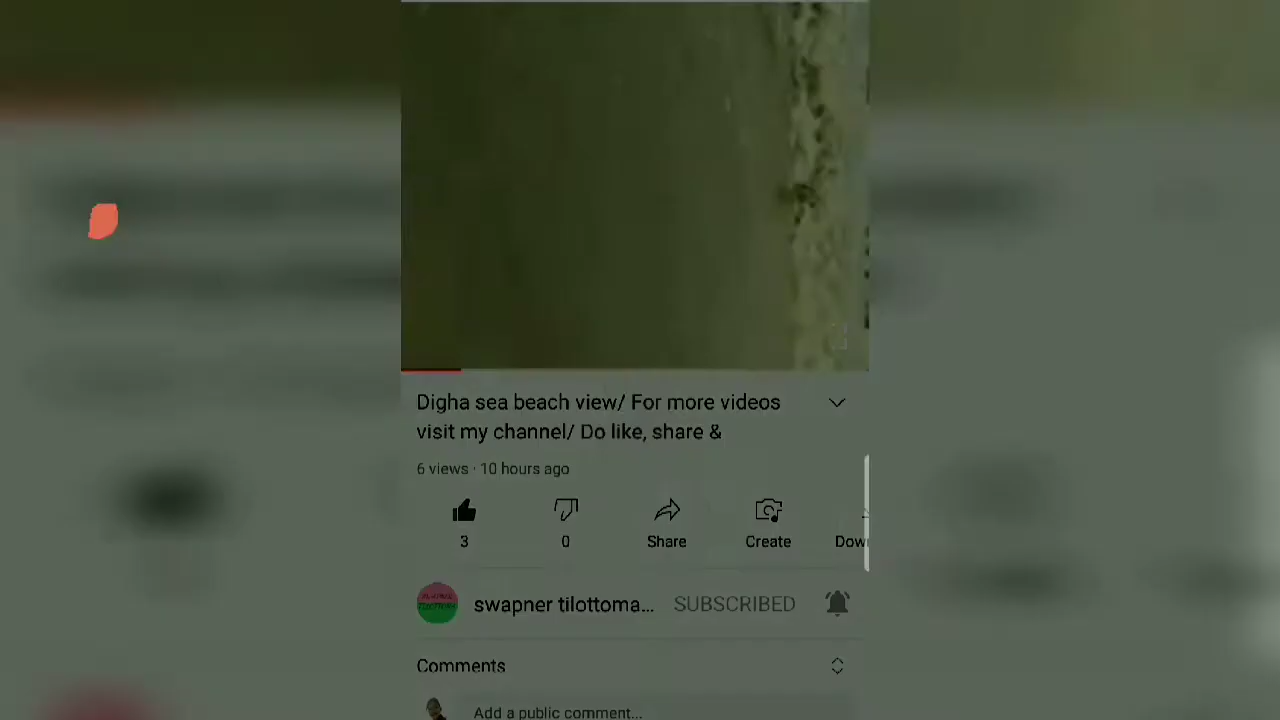 Digha sea beach view/ For more videos
visit my channel/ Do like, share &
6 views · 10 hours ago
3
0
Share
Create
Dow
swapner tilottoma...
SUBSCRIBED
Comments
Add a public comment...